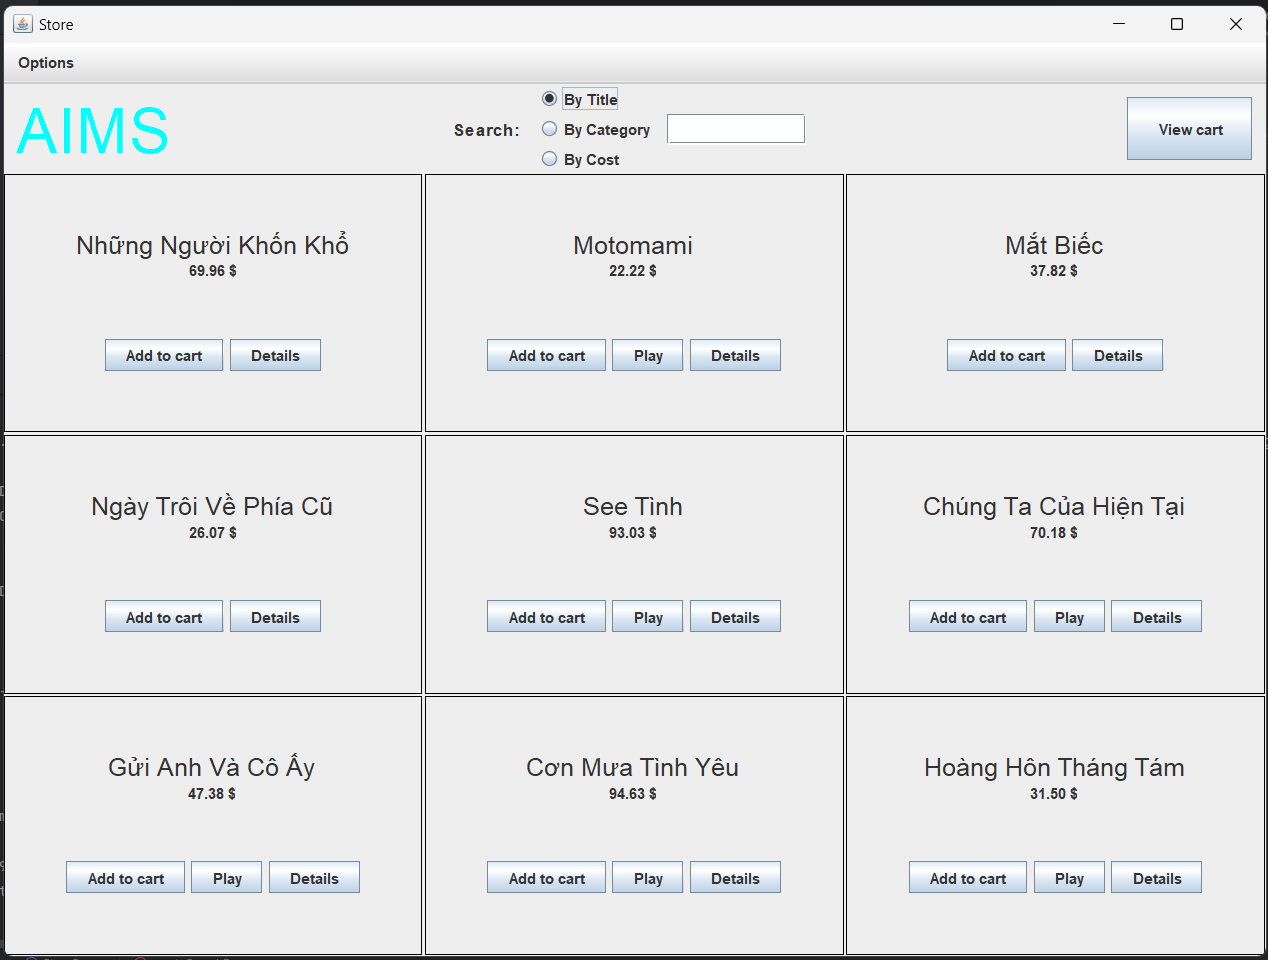 Store
Options
AIMS
Search:
By Title
By Category
By Cost
View cart
Những Người Khốn Khổ
69.96 $
Add to cart Details
Motomami
22.22 $
Add to cart Play Details
Mắt Biếc
37.82 $
Add to cart Details
Ngày Trôi Về Phía Cũ
26.07 $
Add to cart Details
See Tình
93.03 $
Add to cart Play Details
Chúng Ta Của Hiện Tại
70.18 $
Add to cart Play Details
Gửi Anh Và Cô Ấy
47.38 $
Add to cart Play Details
Cơn Mưa Tình Yêu
94.63 $
Add to cart Play Details
Hoàng Hôn Tháng Tám
31.50 $
Add to cart Play Details